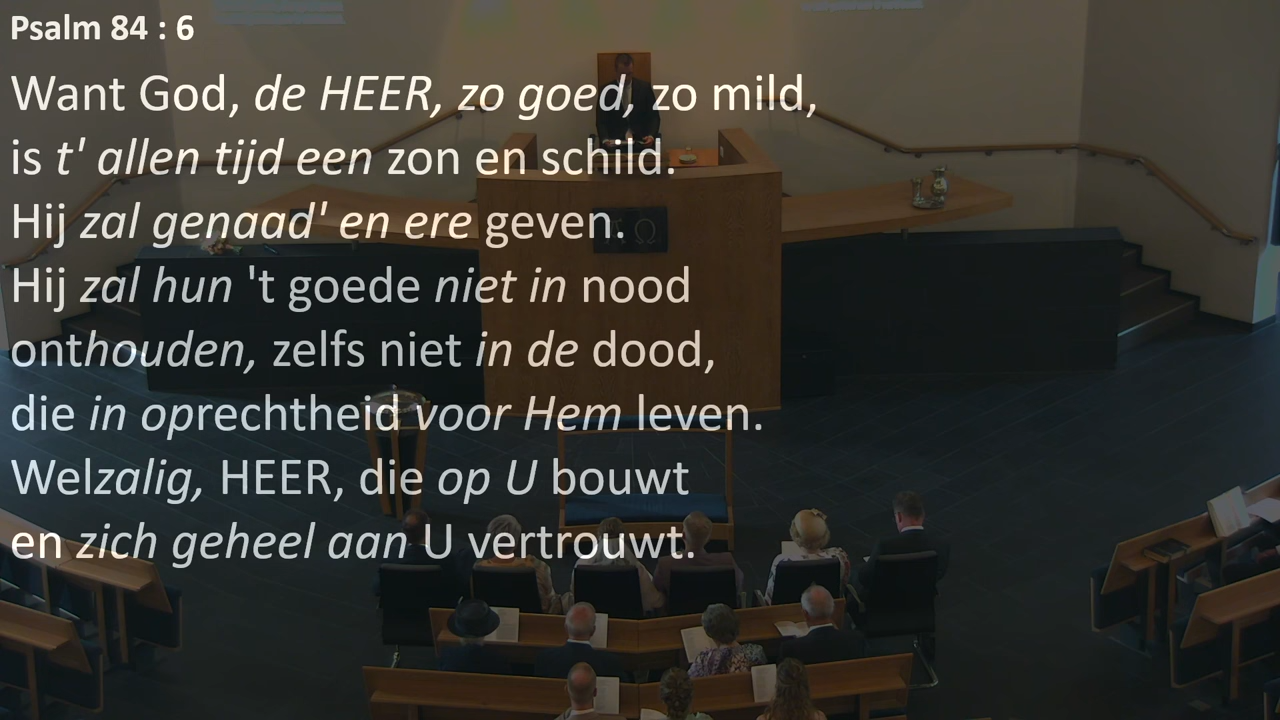 Psalm 84 : 6
Want God, de HEER, zo goed, zo mild,
is t' allen tijd een zon en schild.
Hij zal genaad' en ere geven.
Hij zal hun 't goede niet in nood
onthouden, zelfs niet in de dood,
die in oprechtheid voor Hem leven.
Welzalig, HEER, die op U bouwt
en zich geheel aan U vertrouwt.
Α Ω